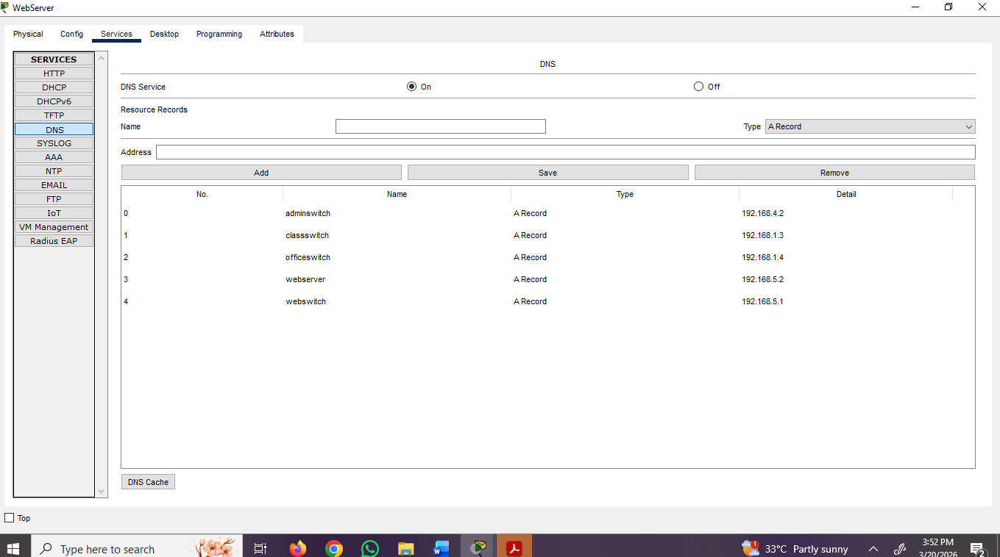 WebServer
Physical Config Services Desktop Programming Attributes
SERVICES
HTTP
DHCP
DHCPv6
TFTP
DNS
SYSLOG
AAA
NTP
EMAIL
FTP
IoT
VM Management
Radius EAP
DNS
DNS Service On Off
Resource Records
Name Type A Record
Address
Add Save Remove
No. Name Type Detail
0 adminswitch A Record 192.168.4.2
1 classswitch A Record 192.168.1.3
2 officeswitch A Record 192.168.1.4
3 webserver A Record 192.168.5.2
4 webswitch A Record 192.168.5.1
DNS Cache
Top
Type here to search
1
33°C Partly sunny
3:52 PM
3/20/2026
2